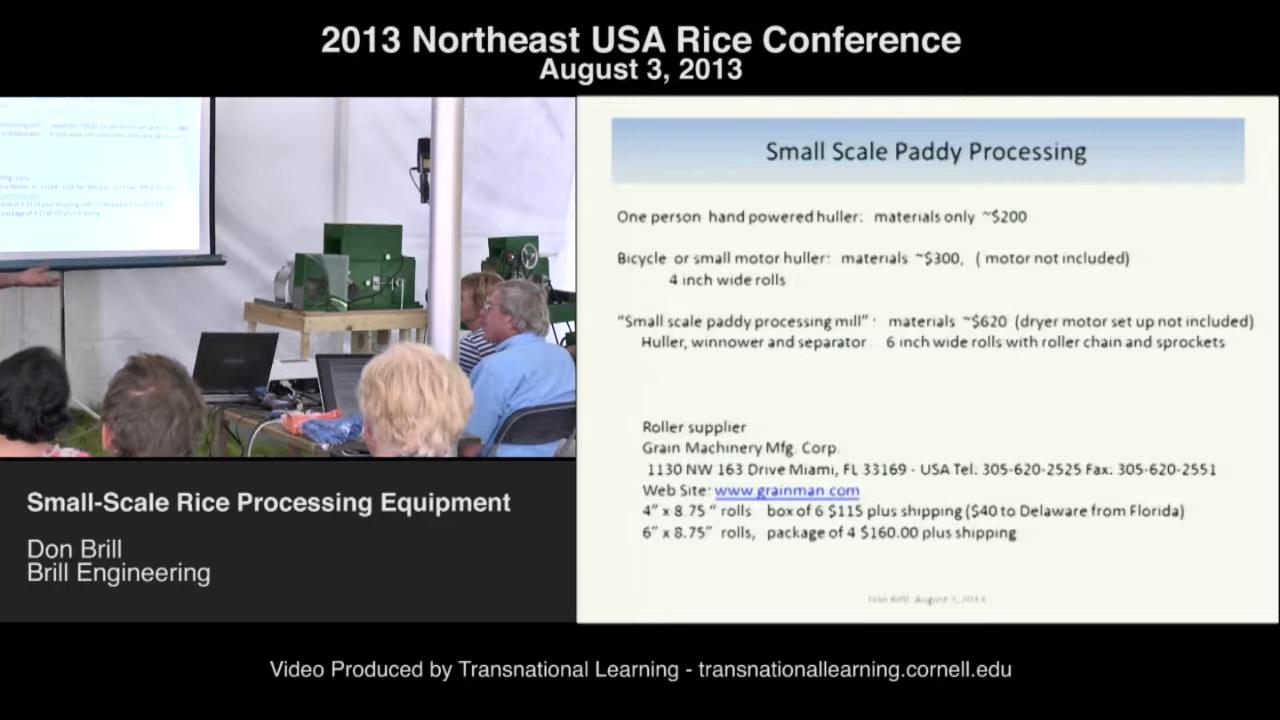 2013 Northeast USA Rice Conference
August 3, 2013
Small Scale Paddy Processing
One person hand powered huller: materials only ~$200
Bicycle or small motor huller: materials ~$300, ( motor not included)
4 inch wide rolls
“Small scale paddy processing mill” : materials ~$620 (dryer motor set up not included)
Huller, winnower and separator 6 inch wide rolls with roller chain and sprockets
Roller supplier
Grain Machinery Mfg. Corp.
1130 NW 163 Drive Miami, FL 33169 - USA Tel. 305-620-2525 Fax. 305-620-2551
Web Site: www.grainman.com
4” x 8.75 “ rolls box of 6 $115 plus shipping ($40 to Delaware from Florida)
6” x 8.75” rolls, package of 4 $160.00 plus shipping
Don Brill August 3, 2013
Small-Scale Rice Processing Equipment
Don Brill
Brill Engineering
Video Produced by Transnational Learning - transnationallearning.cornell.edu